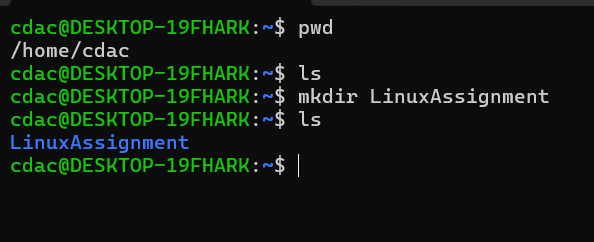 cdac@DESKTOP-19FHARK:~$ pwd
/home/cdac
cdac@DESKTOP-19FHARK:~$ ls
cdac@DESKTOP-19FHARK:~$ mkdir LinuxAssignment
cdac@DESKTOP-19FHARK:~$ ls
LinuxAssignment
cdac@DESKTOP-19FHARK:~$